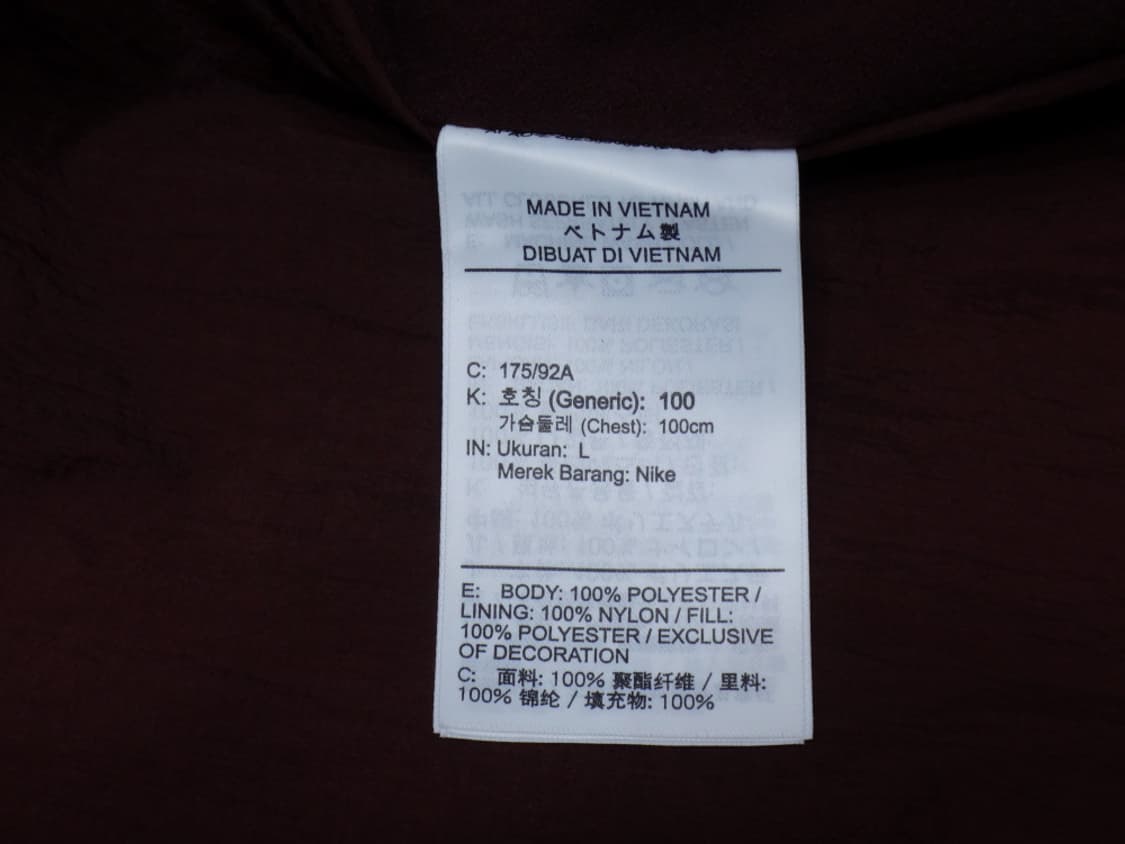 MADE IN VIETNAM
ベトナム製
DIBUAT DI VIETNAM
C: 175/92A
K: 호칭 (Generic): 100
가슴둘레 (Chest): 100cm
IN: Ukuran: L
Merek Barang: Nike
E: BODY: 100% POLYESTER /
LINING: 100% NYLON / FILL:
100% POLYESTER / EXCLUSIVE
OF DECORATION
C: 面料: 100% 聚酯纤维 / 里料:
100% 锦纶 / 填充物: 100%